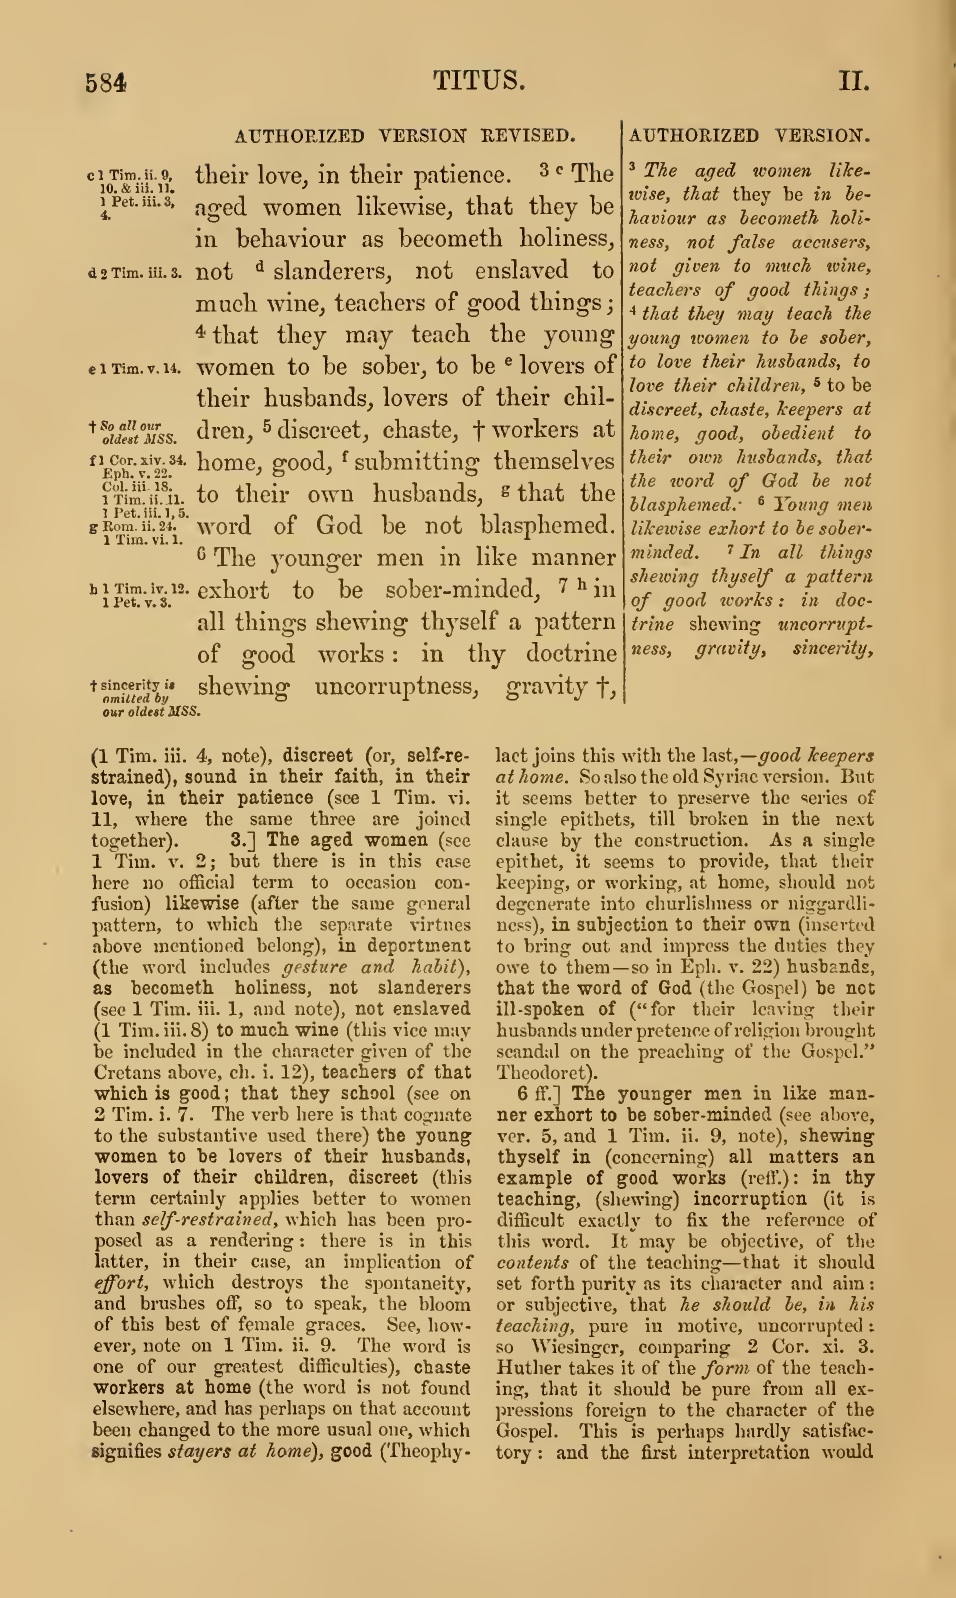 584
TITUS.
II.
AUTHORIZED VERSION REVISED.
c 1 Tim. ii. 9,
10. & iii. 11.
1 Pet. iii. 3,
4.
d 2 Tim. iii. 3.
e 1 Tim. v. 14.
† So all our
oldest MSS.
f 1 Cor. xiv. 34.
Eph. v. 22.
Col. iii. 18.
1 Tim. ii. 11.
1 Pet. iii. 1, 5.
g Rom. ii. 24.
1 Tim. vi. 1.
h 1 Tim. iv. 12.
1 Pet. v. 3.
† sincerity is
omitted by
our oldest MSS.
their love, in their patience. 3 c The
aged women likewise, that they be
in behaviour as becometh holiness,
not d slanderers, not enslaved to
much wine, teachers of good things;
4 that they may teach the young
women to be sober, to be e lovers of
their husbands, lovers of their chil-
dren, 5 discreet, chaste, † workers at
home, good, f submitting themselves
to their own husbands, g that the
word of God be not blasphemed.
6 The younger men in like manner
exhort to be sober-minded, 7 h in
all things shewing thyself a pattern
of good works : in thy doctrine
shewing uncorruptness, gravity †,
AUTHORIZED VERSION.
3 The aged women like-
wise, that they be in be-
haviour as becometh holi-
ness, not false accusers,
not given to much wine,
teachers of good things ;
4 that they may teach the
young women to be sober,
to love their husbands, to
love their children, 5 to be
discreet, chaste, keepers at
home, good, obedient to
their own husbands, that
the word of God be not
blasphemed. 6 Young men
likewise exhort to be sober-
minded. 7 In all things
shewing thyself a pattern
of good works : in doc-
trine shewing uncorrupt-
ness, gravity, sincerity,
(1 Tim. iii. 4, note), discreet (or, self-re-
strained), sound in their faith, in their
love, in their patience (see 1 Tim. vi.
11, where the same three are joined
together). 3.] The aged women (see
1 Tim. v. 2; but there is in this case
here no official term to occasion con-
fusion) likewise (after the same general
pattern, to which the separate virtues
above mentioned belong), in deportment
(the word includes gesture and habit),
as becometh holiness, not slanderers
(see 1 Tim. iii. 1, and note), not enslaved
(1 Tim. iii. 8) to much wine (this vice may
be included in the character given of the
Cretans above, ch. i. 12), teachers of that
which is good; that they school (see on
2 Tim. i. 7. The verb here is that cognate
to the substantive used there) the young
women to be lovers of their husbands,
lovers of their children, discreet (this
term certainly applies better to women
than self-restrained, which has been pro-
posed as a rendering : there is in this
latter, in their case, an implication of
effort, which destroys the spontaneity,
and brushes off, so to speak, the bloom
of this best of female graces. See, how-
ever, note on 1 Tim. ii. 9. The word is
one of our greatest difficulties), chaste
workers at home (the word is not found
elsewhere, and has perhaps on that account
been changed to the more usual one, which
signifies stayers at home), good (Theophy-
lact joins this with the last,—good keepers
at home. So also the old Syriac version. But
it seems better to preserve the series of
single epithets, till broken in the next
clause by the construction. As a single
epithet, it seems to provide, that their
keeping, or working, at home, should not
degenerate into churlishness or niggardli-
ness), in subjection to their own (inserted
to bring out and impress the duties they
owe to them—so in Eph. v. 22) husbands,
that the word of God (the Gospel) be not
ill-spoken of (“for their leaving their
husbands under pretence of religion brought
scandal on the preaching of the Gospel.”
Theodoret).
6 ff.] The younger men in like man-
ner exhort to be sober-minded (see above,
ver. 5, and 1 Tim. ii. 9, note), shewing
thyself in (concerning) all matters an
example of good works (reff.) : in thy
teaching, (shewing) incorruption (it is
difficult exactly to fix the reference of
this word. It may be objective, of the
contents of the teaching—that it should
set forth purity as its character and aim :
or subjective, that he should be, in his
teaching, pure in motive, uncorrupted :
so Wiesinger, comparing 2 Cor. xi. 3.
Huther takes it of the form of the teach-
ing, that it should be pure from all ex-
pressions foreign to the character of the
Gospel. This is perhaps hardly satisfac-
tory : and the first interpretation would